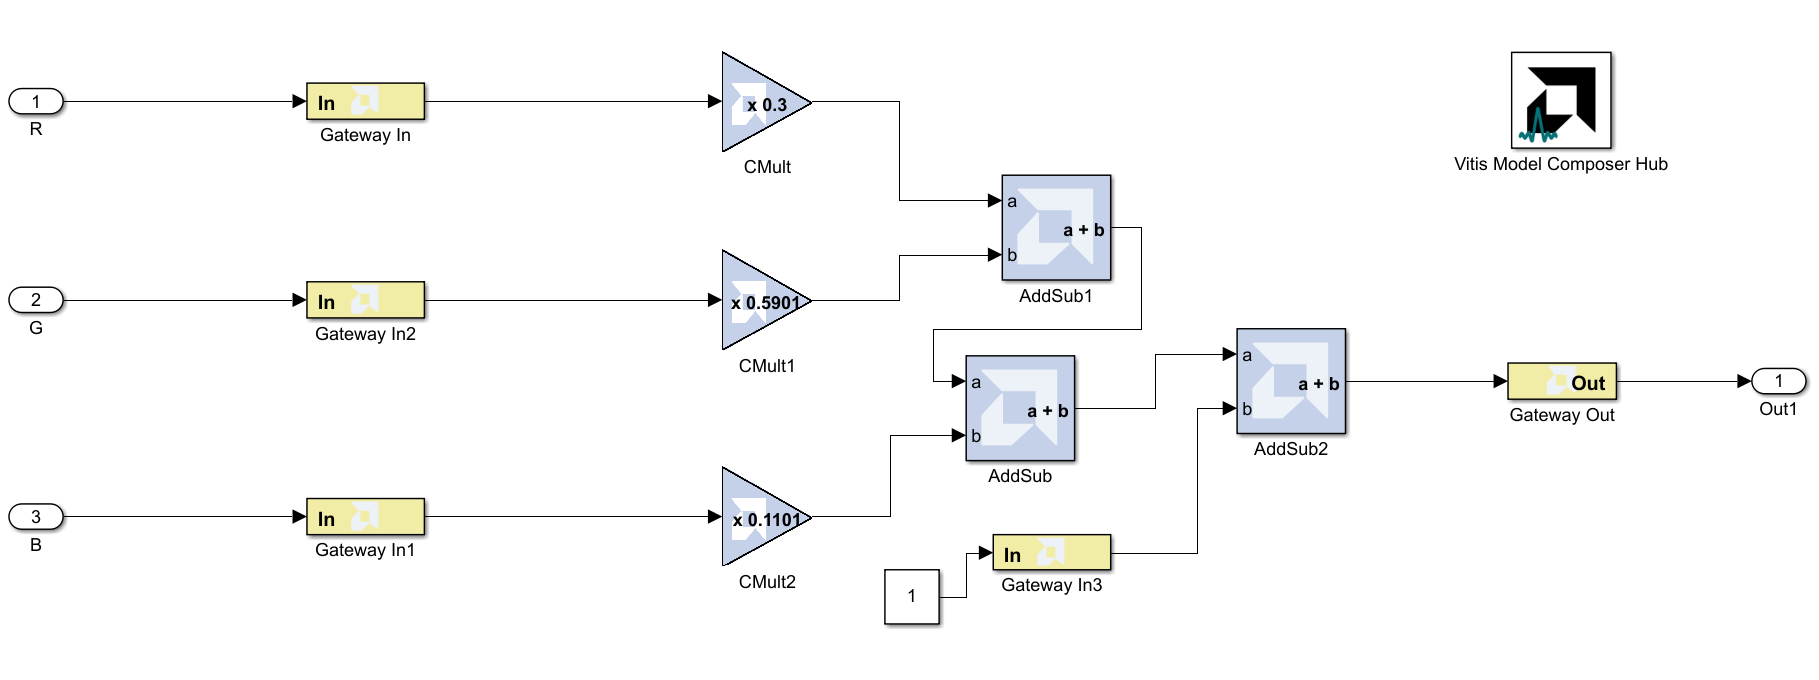 1
R
In
Gateway In
x 0.3
CMult
Vitis Model Composer Hub
a
b
a + b
AddSub1
2
G
In
Gateway In2
x 0.5901
CMult1
a
b
a + b
AddSub
a
b
a + b
AddSub2
Out
Gateway Out
1
Out1
3
B
In
Gateway In1
x 0.1101
CMult2
1
In
Gateway In3